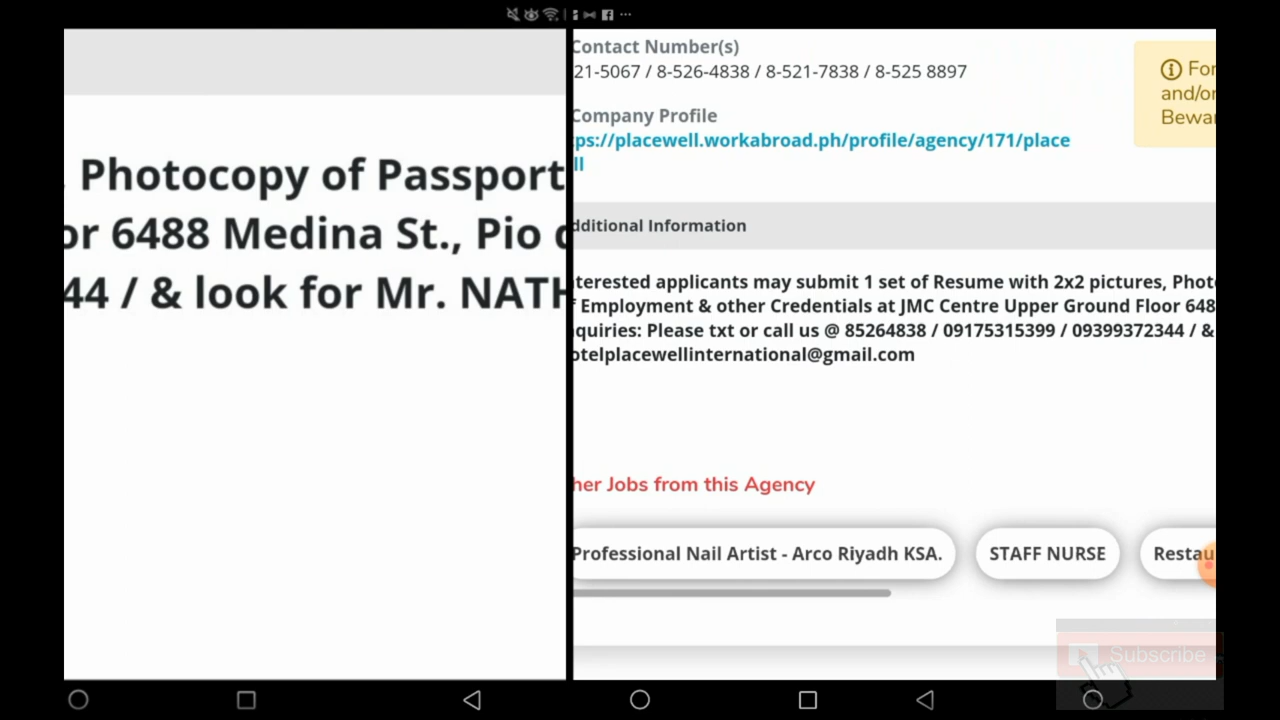 Photocopy of Passport
or 6488 Medina St., Pio
44 / & look for Mr. NATH
Contact Number(s)
21-5067 / 8-526-4838 / 8-521-7838 / 8-525 8897
Company Profile
ps://placewell.workabroad.ph/profile/agency/171/place
ll
dditional Information
terested applicants may submit 1 set of Resume with 2x2 pictures, Phot
f Employment & other Credentials at JMC Centre Upper Ground Floor 648
quiries: Please txt or call us @ 85264838 / 09175315399 / 09399372344 / &
otelplacewellinternational@gmail.com
her Jobs from this Agency
Professional Nail Artist - Arco Riyadh KSA.
STAFF NURSE
Restau
For
and/or
Bewa
Subscribe